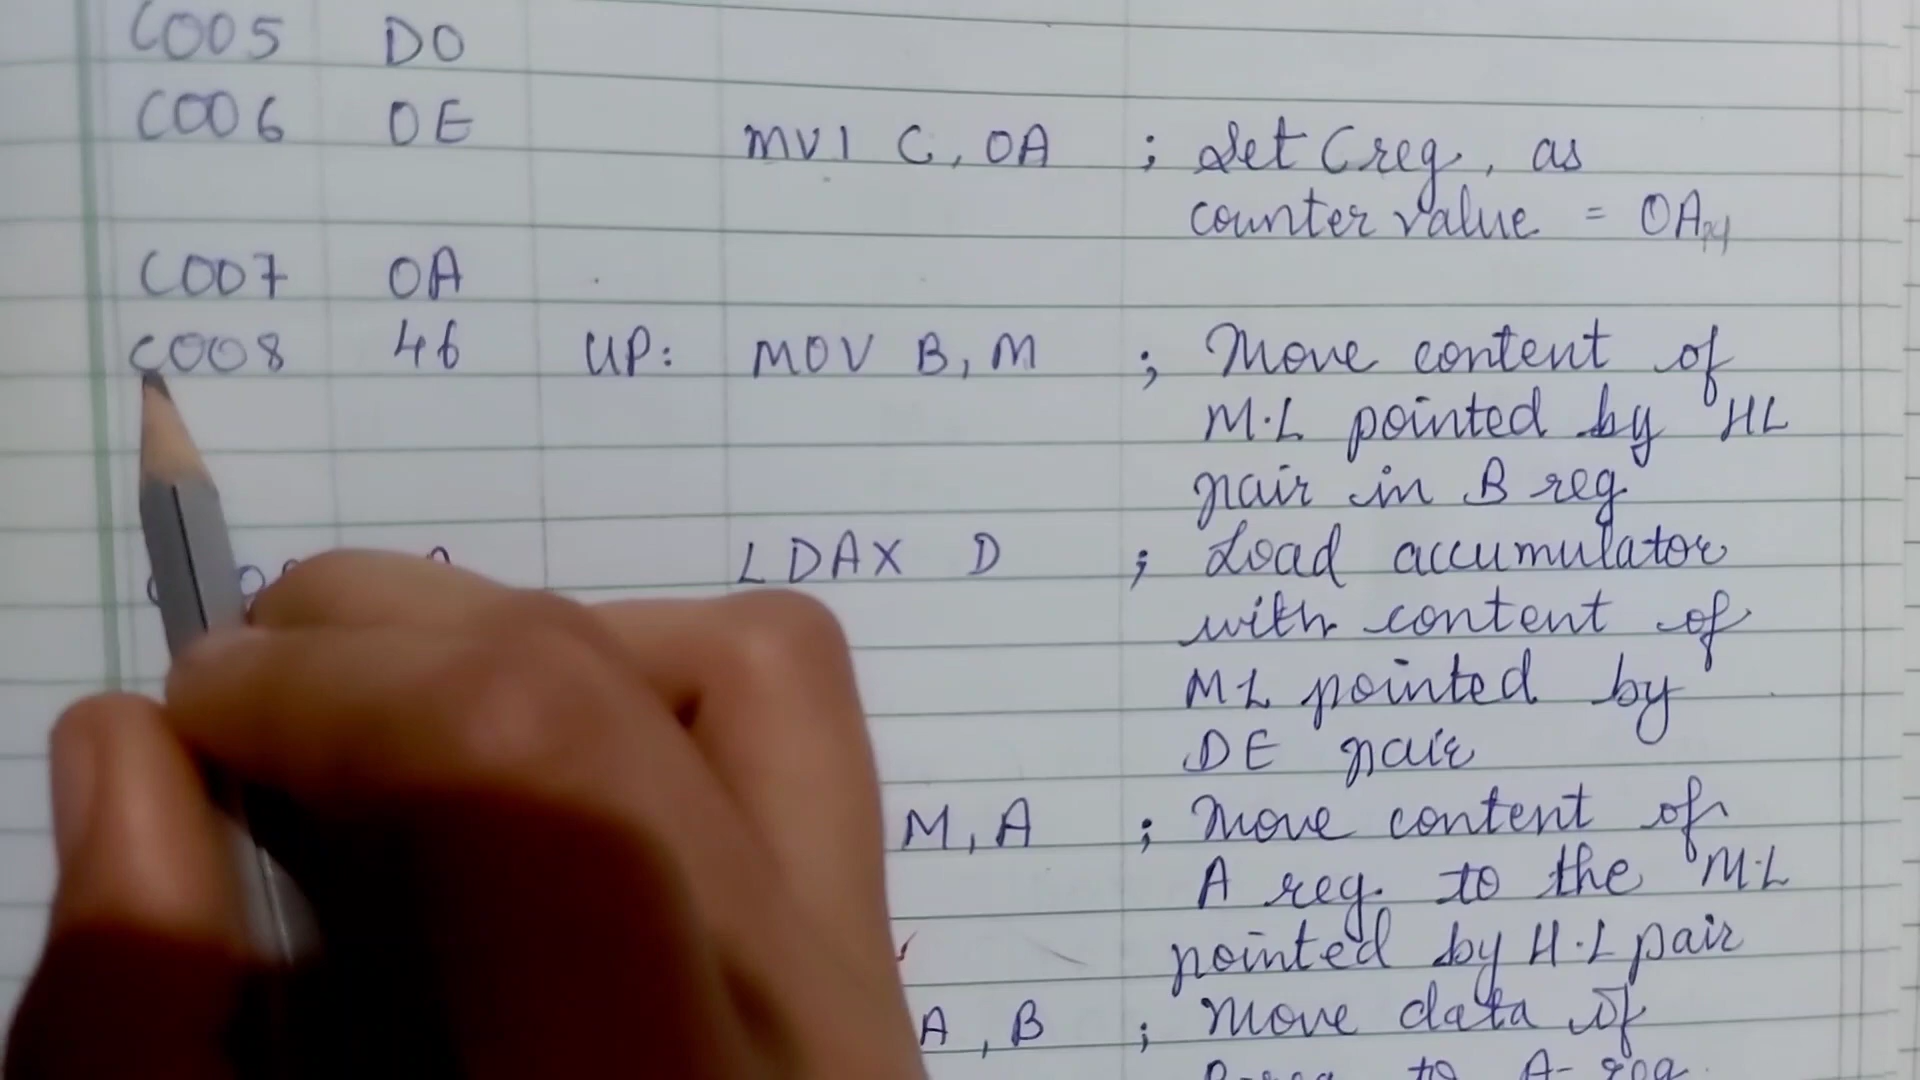 C005 D0
C006 0E MVI C, 0A ; Set C reg. as
counter value = 0AH
C007 0A
C008 46 UP: MOV B, M ; Move content of
M.L pointed by HL
pair in B reg
LDAX D ; Load accumulator
with content of
ML pointed by
DE pair
M, A ; Move content of
A reg. to the M.L
pointed by H.L pair
A, B ; Move data of
to A-reg.